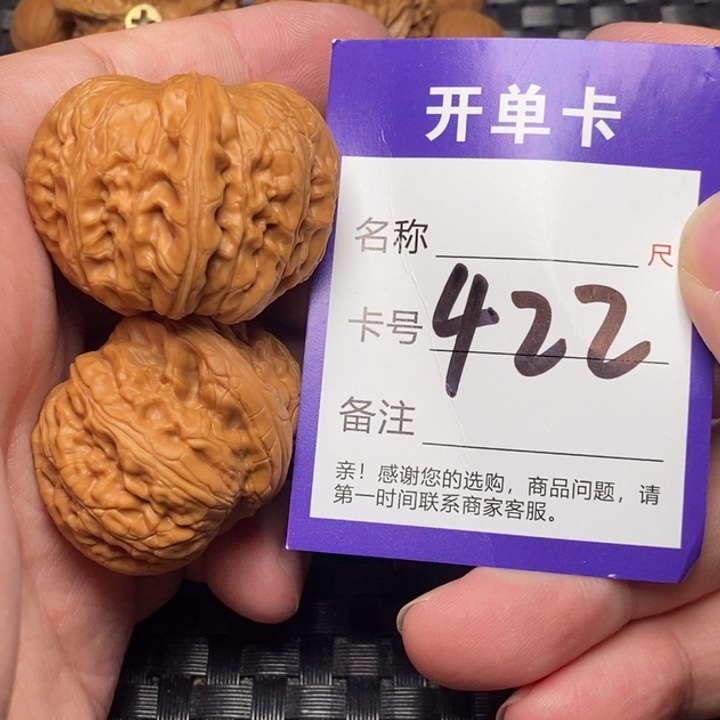 开单卡
名称 尺
卡号 422
备注
亲！感谢您的选购，商品问题，请
第一时间联系商家客服。